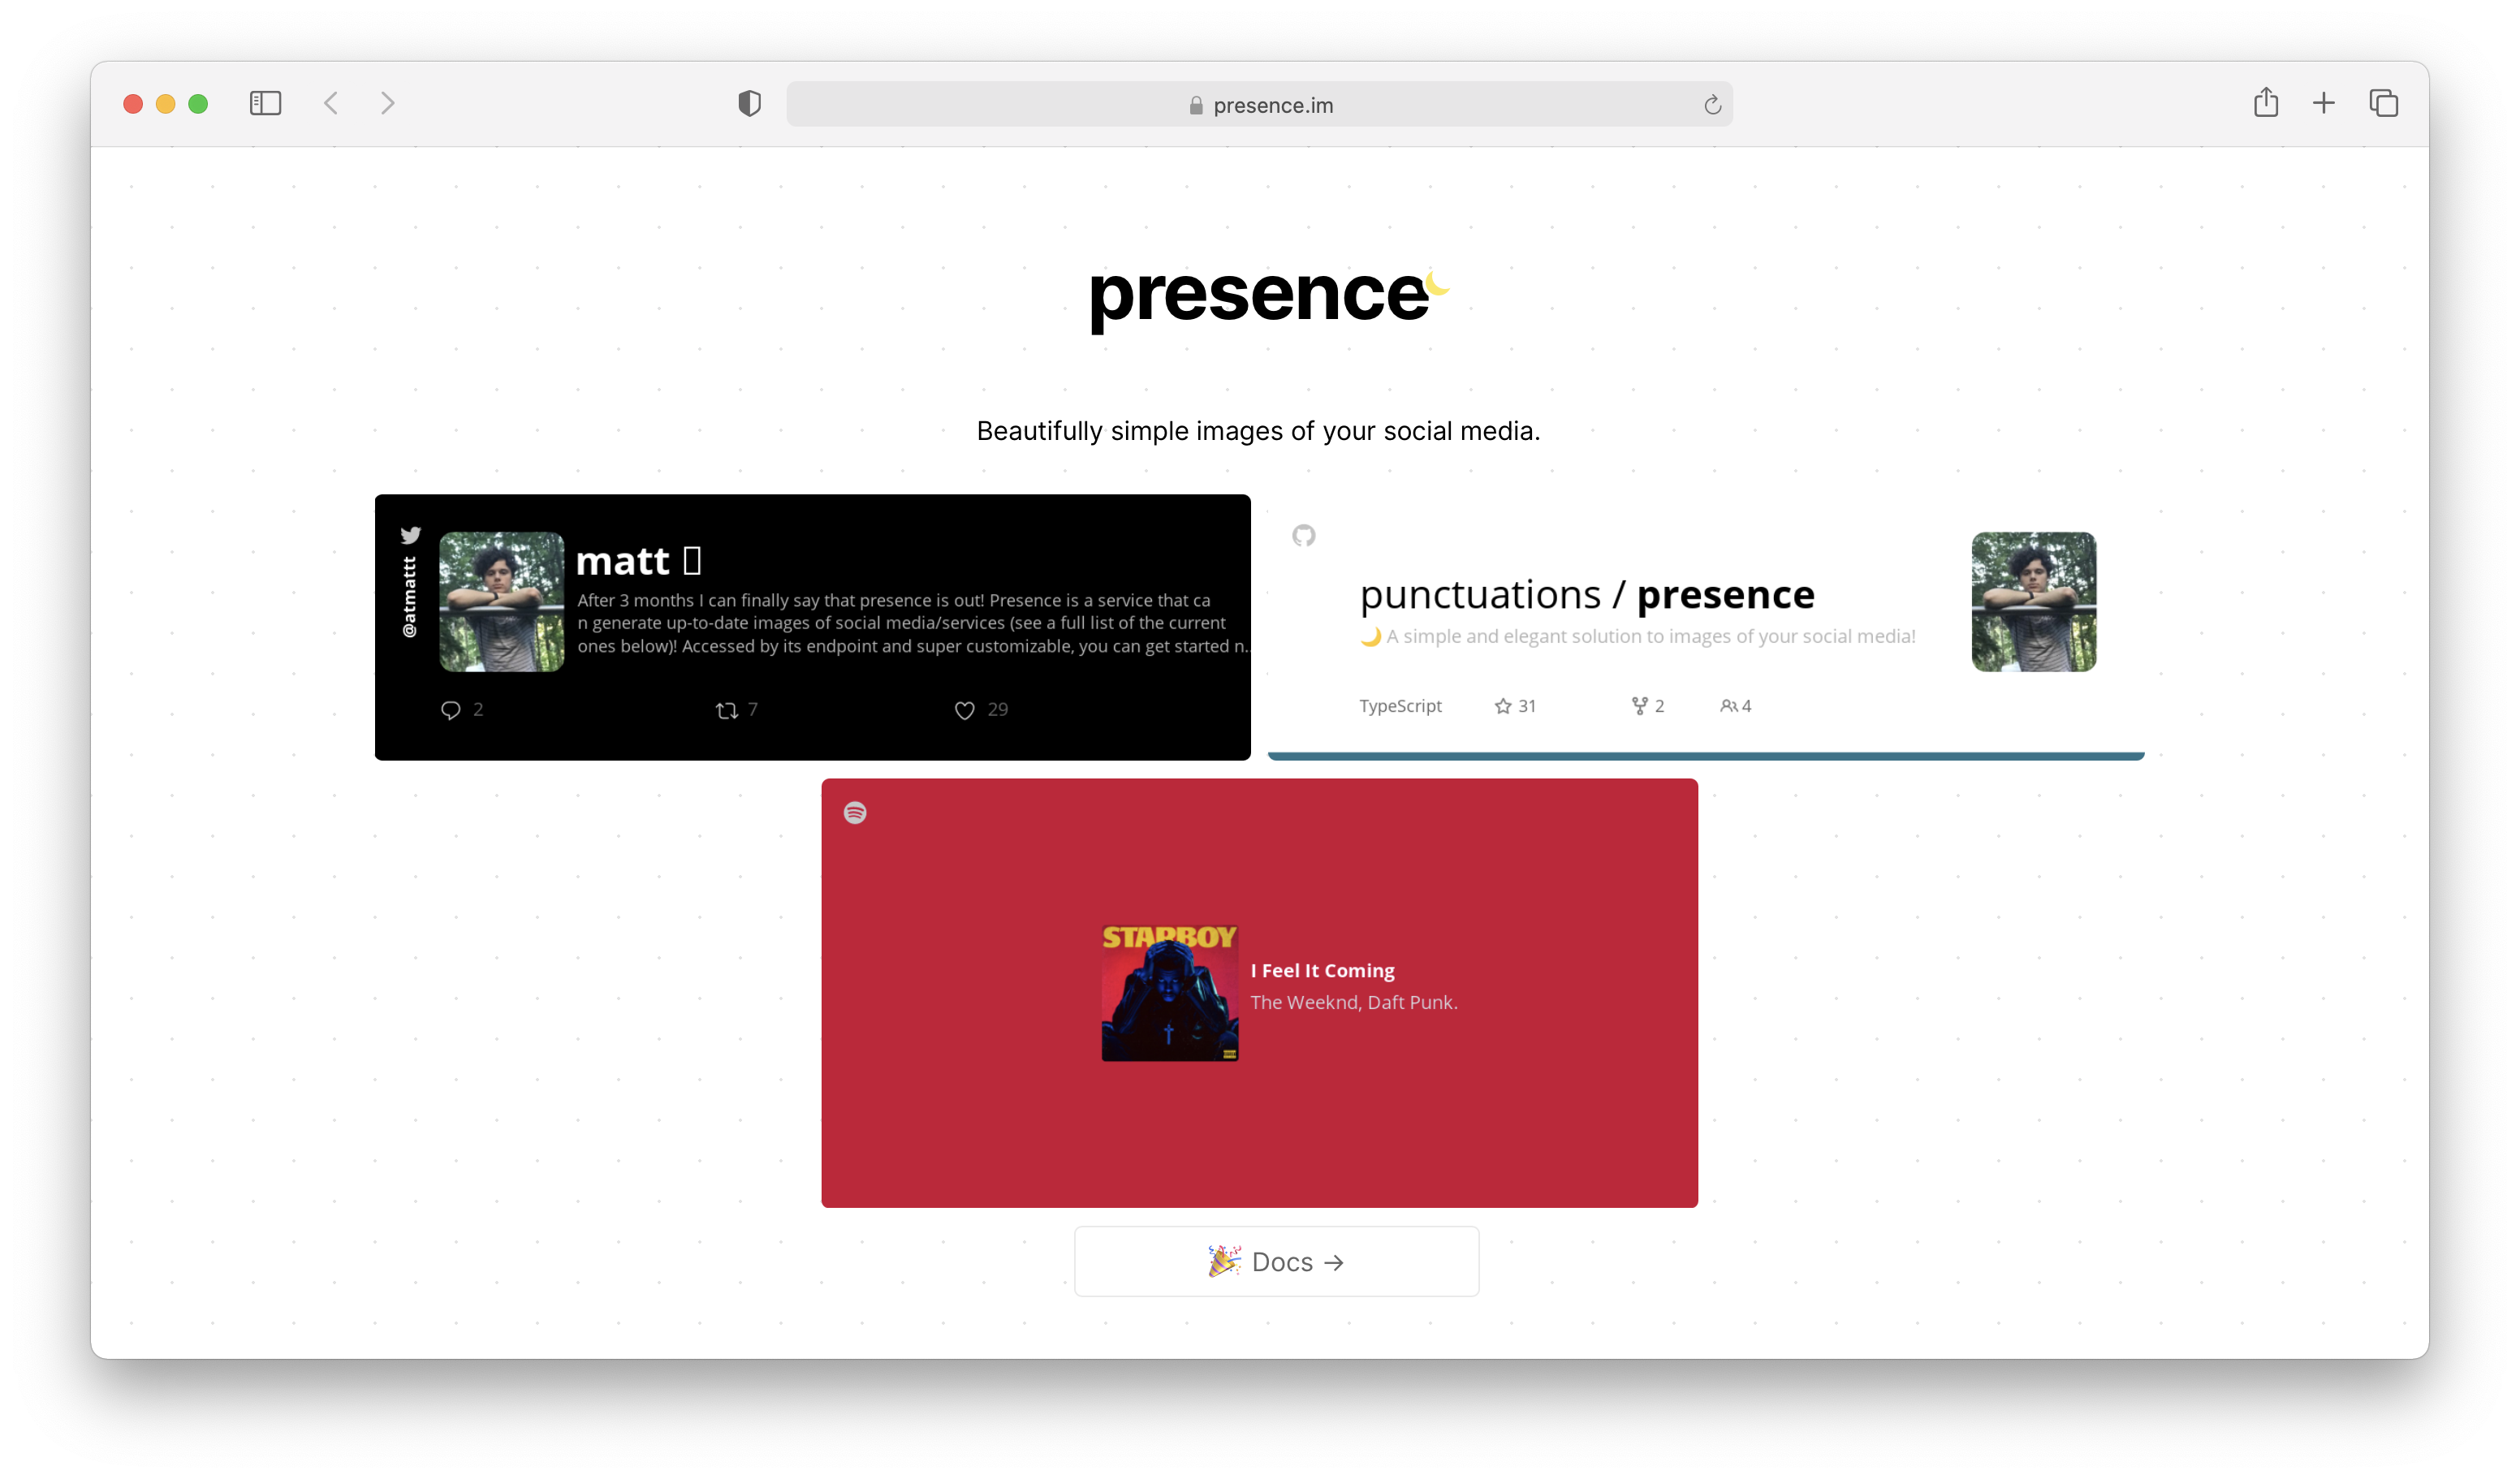 presence.im
presence
Beautifully simple images of your social media.
@atmattt
matt
After 3 months I can finally say that presence is out! Presence is a service that ca
n generate up-to-date images of social media/services (see a full list of the current
ones below)! Accessed by its endpoint and super customizable, you can get started n..
2 7 29
punctuations / presence
🌙 A simple and elegant solution to images of your social media!
TypeScript 31 2 4
STARBOY
I Feel It Coming
The Weeknd, Daft Punk.
🎉 Docs →